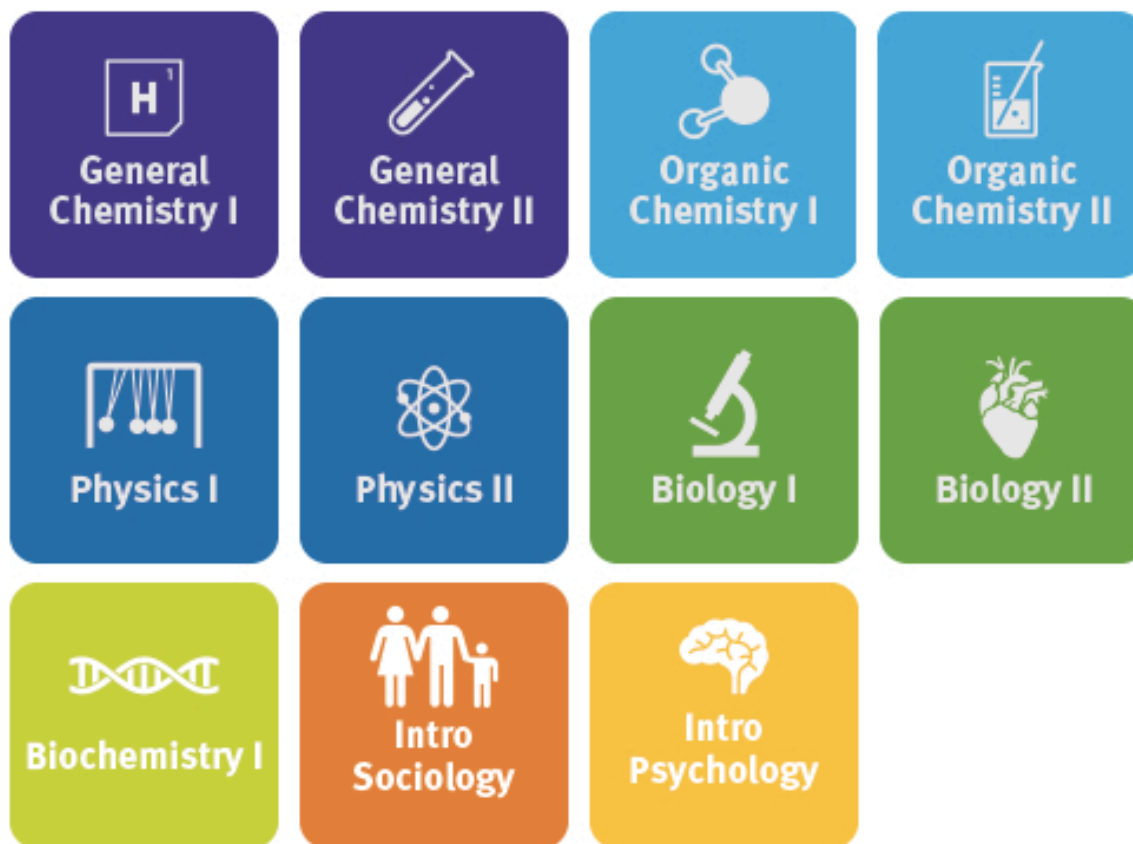 H 1
General
Chemistry I
General
Chemistry II
Organic
Chemistry I
Organic
Chemistry II
Physics I
Physics II
Biology I
Biology II
Biochemistry I
Intro
Sociology
Intro
Psychology